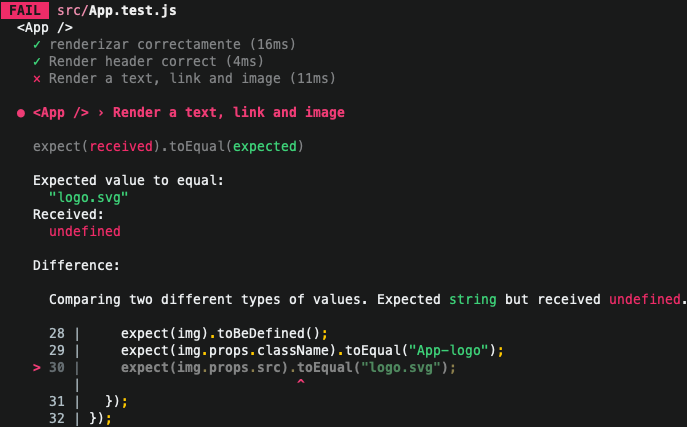 FAIL src/App.test.js
<App />
✓ renderizar correctamente (16ms)
✓ Render header correct (4ms)
✕ Render a text, link and image (11ms)
● <App /> › Render a text, link and image
expect(received).toEqual(expected)
Expected value to equal:
"logo.svg"
Received:
undefined
Difference:
Comparing two different types of values. Expected string but received undefined.
28 | expect(img).toBeDefined();
29 | expect(img.props.className).toEqual("App-logo");
> 30 | expect(img.props.src).toEqual("logo.svg");
| ^
31 | });
32 | });